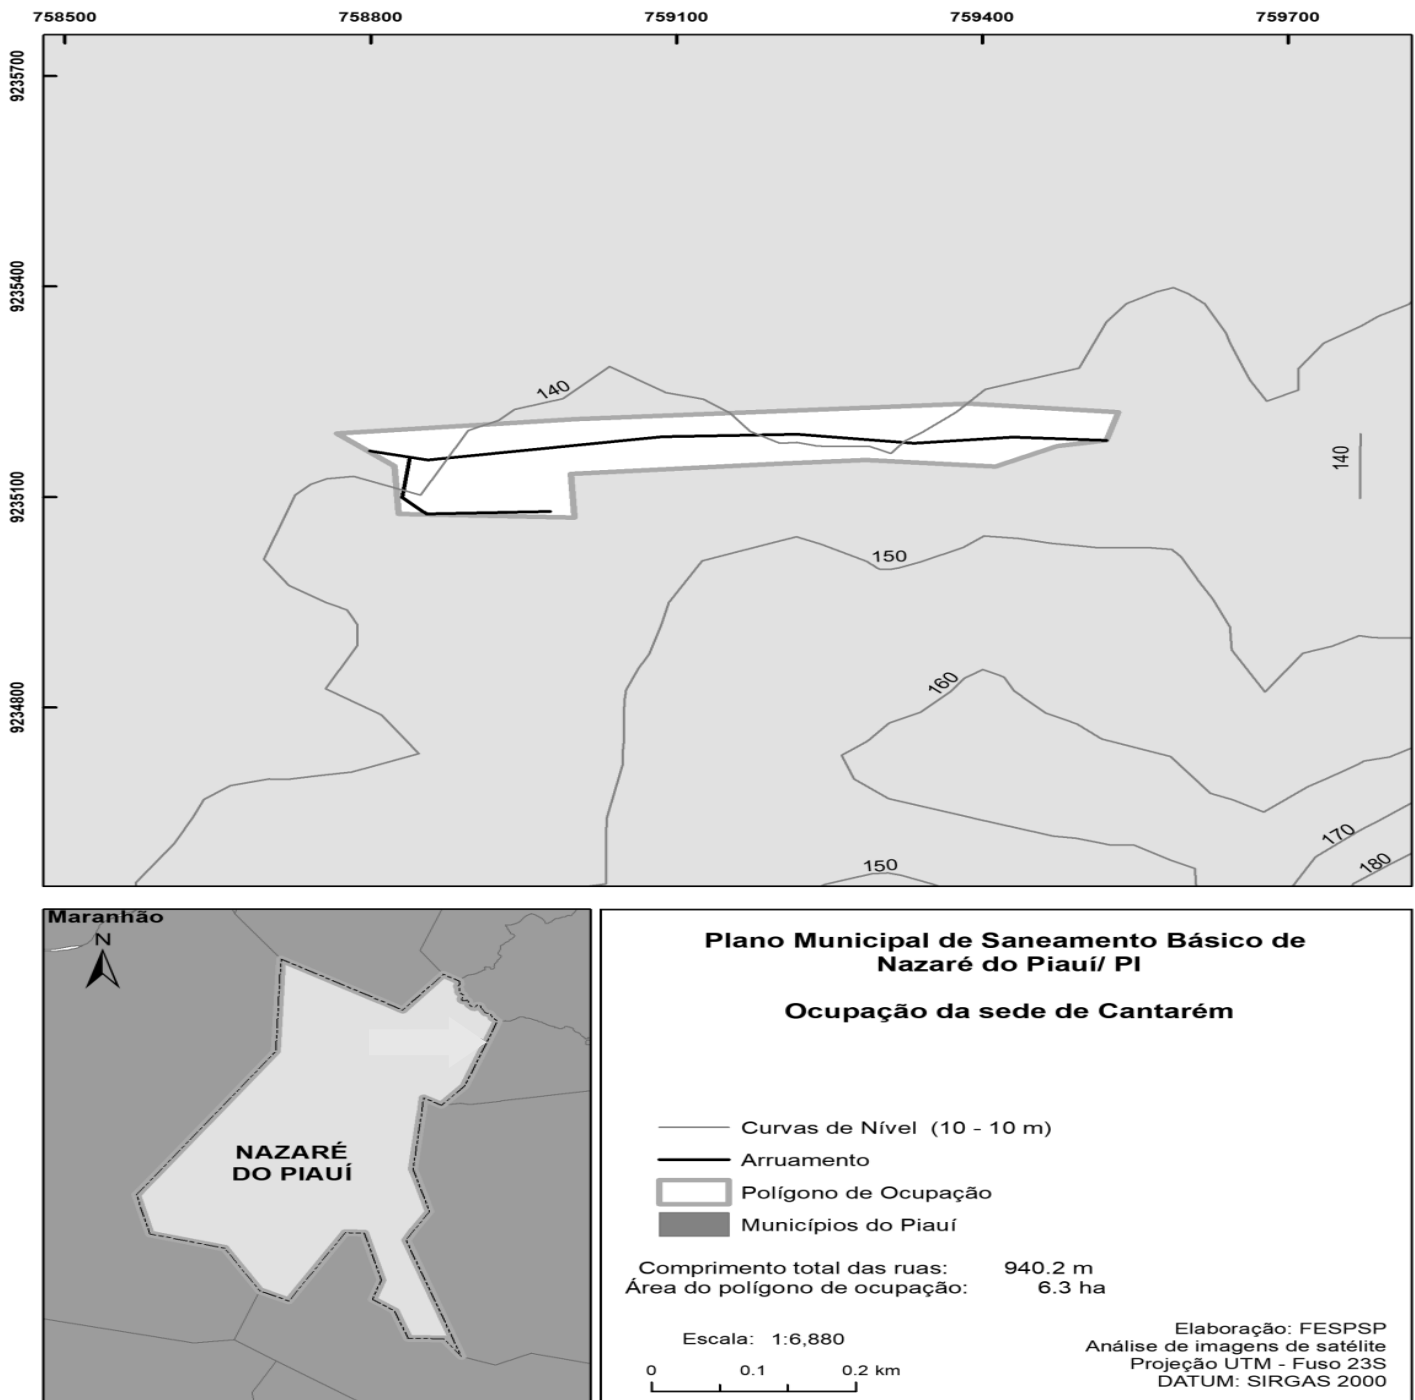 758500 758800 759100 759400 759700
9235700
9235400
9235100
9234800
140
140
150
160
150
170
180
Maranhão
N
NAZARÉ
DO PIAUÍ
Plano Municipal de Saneamento Básico de
Nazaré do Piauí/ PI
Ocupação da sede de Cantarém
Curvas de Nível (10 - 10 m)
Arruamento
Polígono de Ocupação
Municípios do Piauí
Comprimento total das ruas: 940.2 m
Área do polígono de ocupação: 6.3 ha
Escala: 1:6,880
0 0.1 0.2 km
Elaboração: FESPSP
Análise de imagens de satélite
Projeção UTM - Fuso 23S
DATUM: SIRGAS 2000